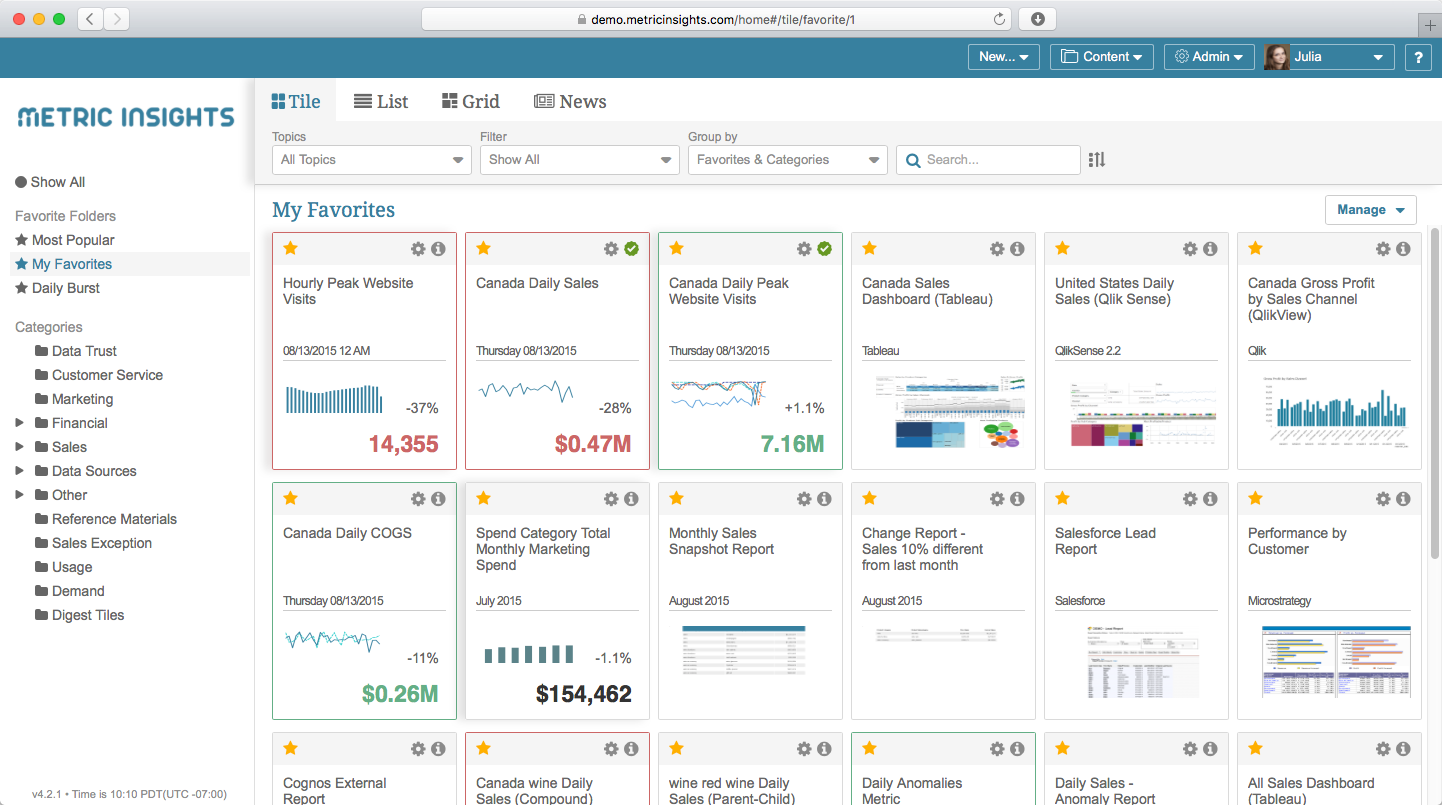 demo.metricinsights.com/home#/tile/favorite/1
New...
Content
Admin
Julia
?
METRIC INSIGHTS
Tile
List
Grid
News
Topics
Filter
Group by
All Topics
Show All
Favorites & Categories
Search...
Show All
Favorite Folders
Most Popular
My Favorites
Daily Burst
Categories
Data Trust
Customer Service
Marketing
Financial
Sales
Data Sources
Other
Reference Materials
Sales Exception
Usage
Demand
Digest Tiles
v4.2.1 • Time is 10:10 PDT(UTC -07:00)
My Favorites
Manage
Hourly Peak Website
Visits
08/13/2015 12 AM
-37%
14,355
Canada Daily Sales
Thursday 08/13/2015
-28%
$0.47M
Canada Daily Peak
Website Visits
Thursday 08/13/2015
+1.1%
7.16M
Canada Sales
Dashboard (Tableau)
Tableau
United States Daily
Sales (Qlik Sense)
QlikSense 2.2
Canada Gross Profit
by Sales Channel
(QlikView)
Qlik
Canada Daily COGS
Thursday 08/13/2015
-11%
$0.26M
Spend Category Total
Monthly Marketing
Spend
July 2015
-1.1%
$154,462
Monthly Sales
Snapshot Report
August 2015
Change Report -
Sales 10% different
from last month
August 2015
Salesforce Lead
Report
Salesforce
Performance by
Customer
Microstrategy
Cognos External
Report
Canada wine Daily
Sales (Compound)
wine red wine Daily
Sales (Parent-Child)
Daily Anomalies
Metric
Daily Sales -
Anomaly Report
All Sales Dashboard
(Tableau)